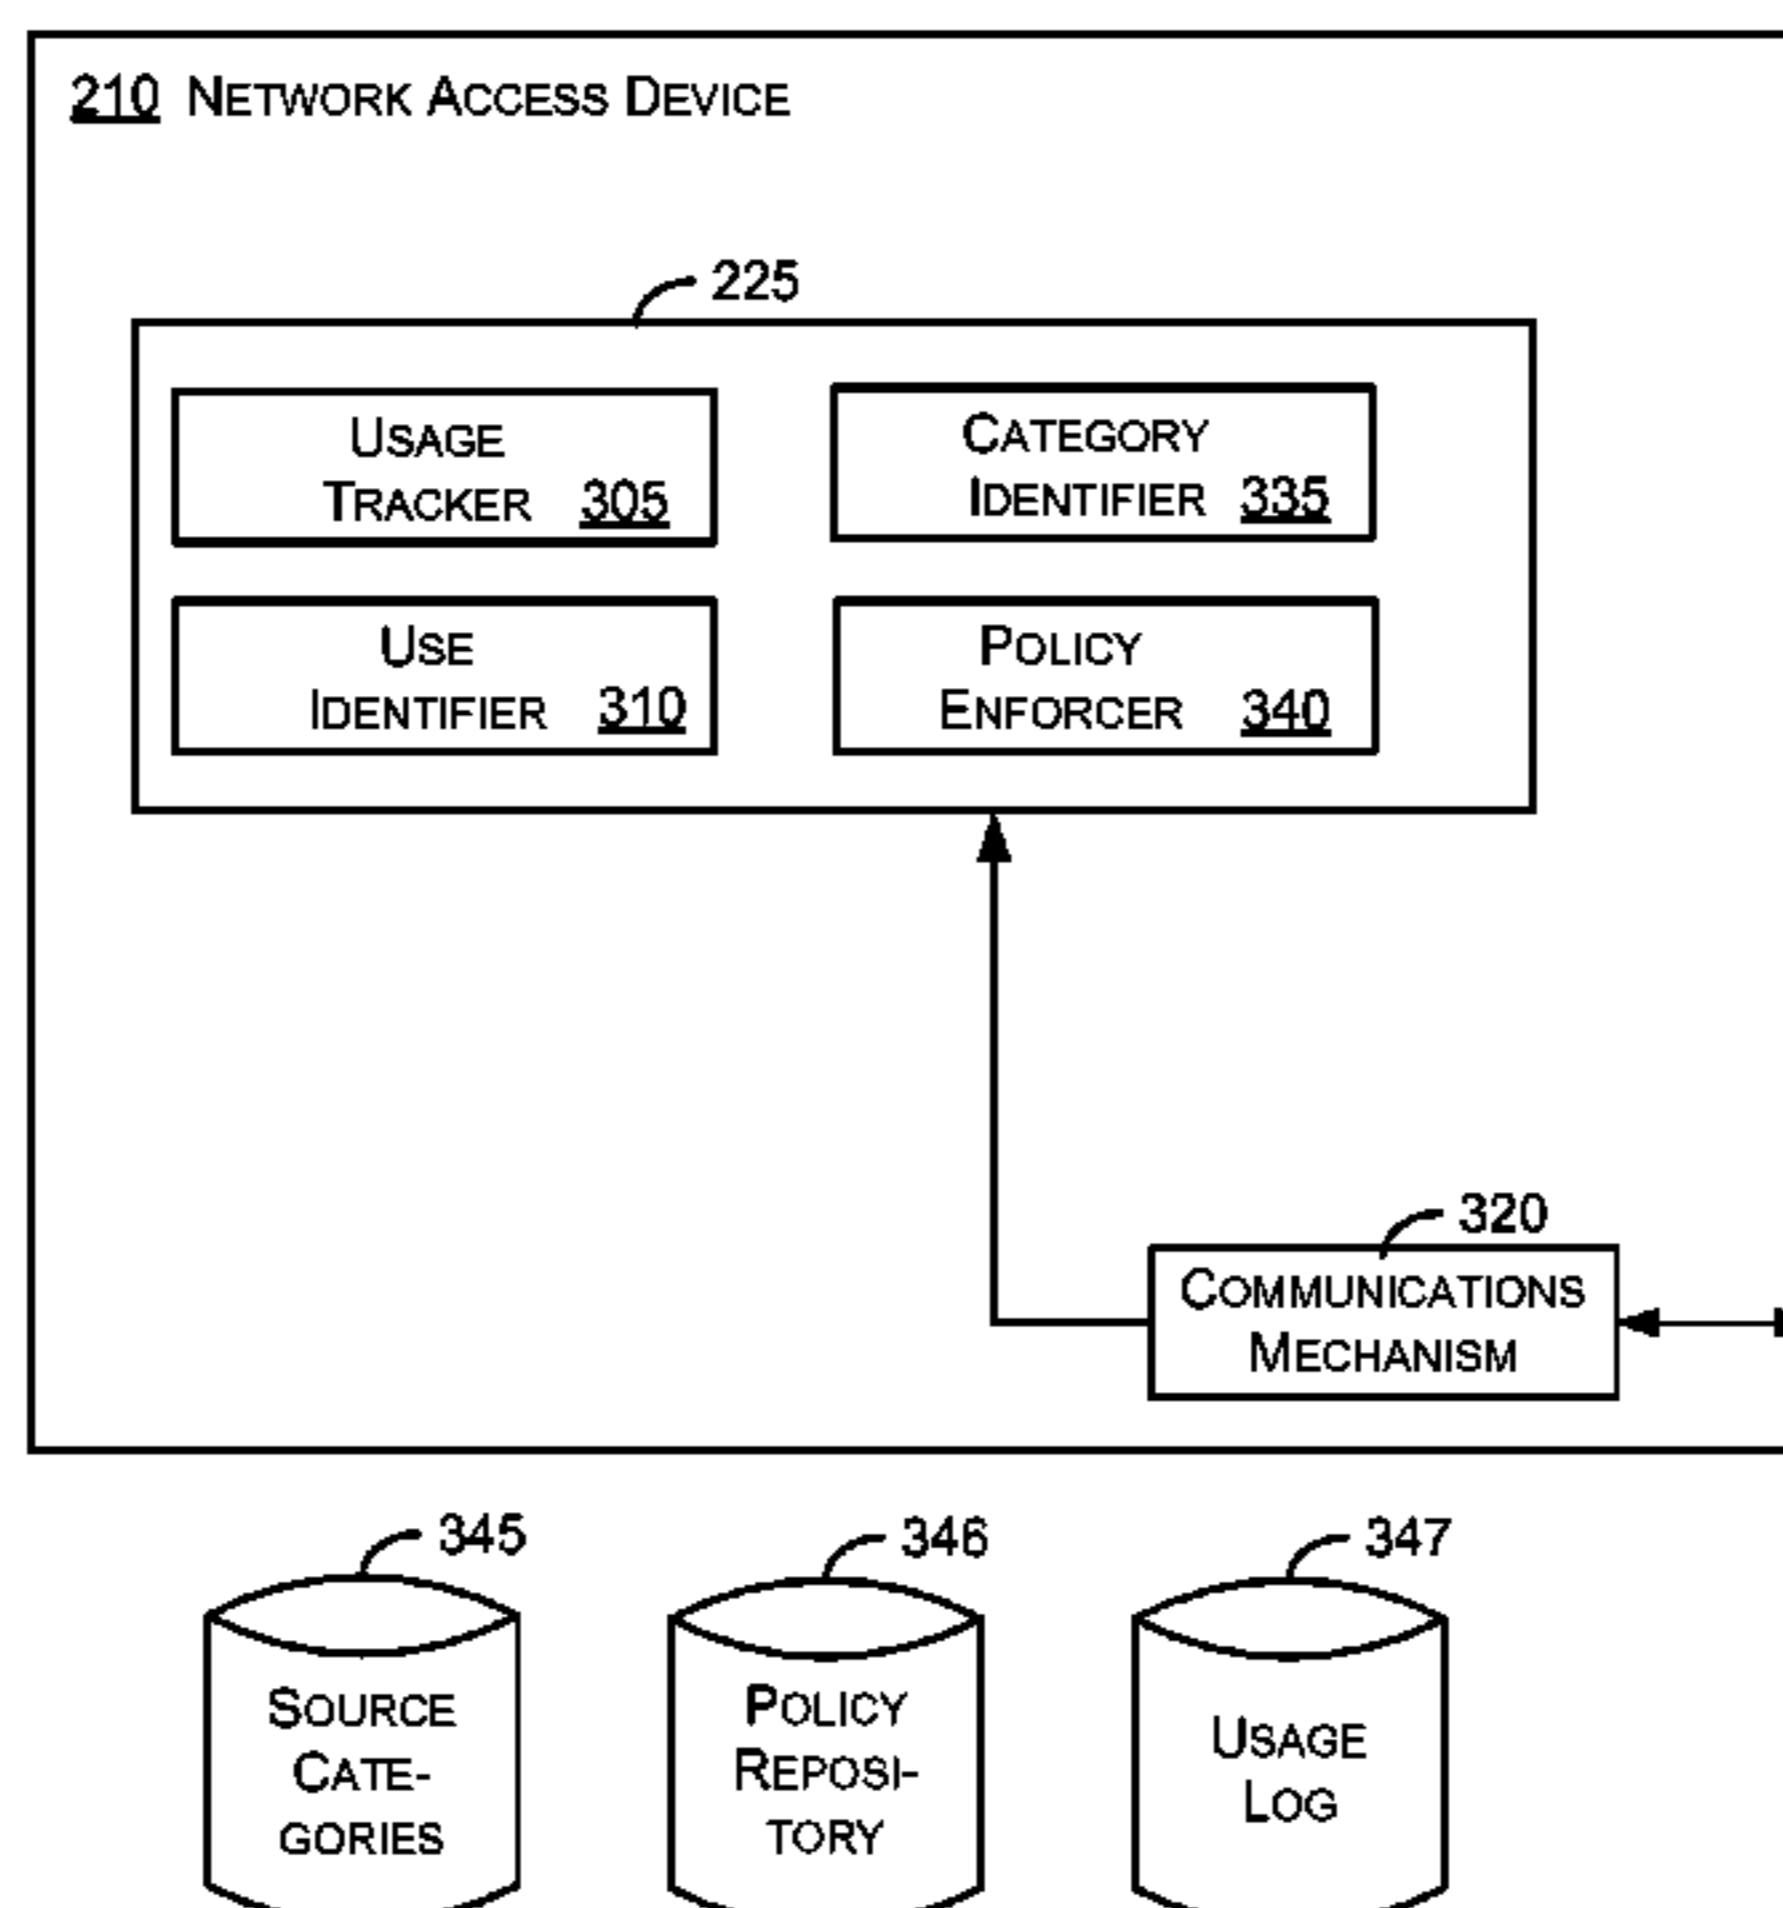 210 NETWORK ACCESS DEVICE
225
USAGE
TRACKER 305
CATEGORY
IDENTIFIER 335
USE
IDENTIFIER 310
POLICY
ENFORCER 340
320
COMMUNICATIONS
MECHANISM
345
SOURCE
CATE-
GORIES
346
POLICY
REPOSI-
TORY
347
USAGE
LOG